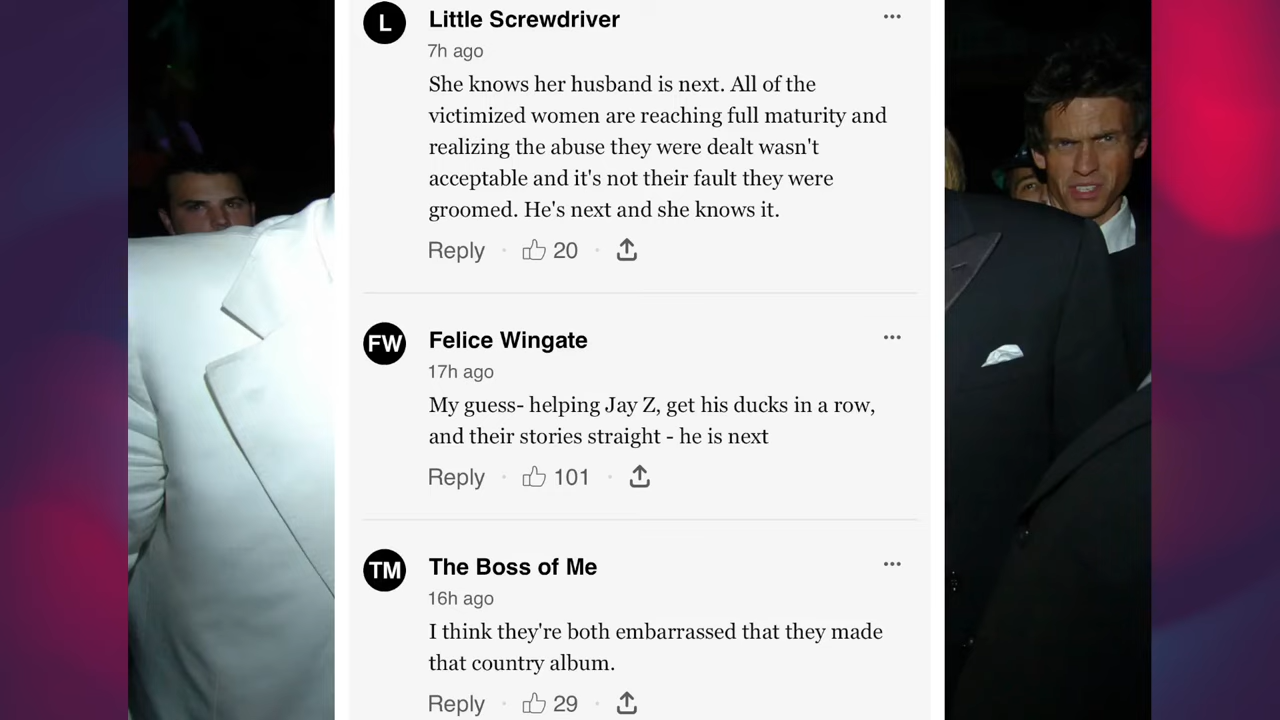 L
Little Screwdriver
...
7h ago
She knows her husband is next. All of the
victimized women are reaching full maturity and
realizing the abuse they were dealt wasn't
acceptable and it's not their fault they were
groomed. He's next and she knows it.
Reply · 20 ·
FW
Felice Wingate
...
17h ago
My guess- helping Jay Z, get his ducks in a row,
and their stories straight - he is next
Reply · 101 ·
TM
The Boss of Me
...
16h ago
I think they're both embarrassed that they made
that country album.
Reply · 29 ·